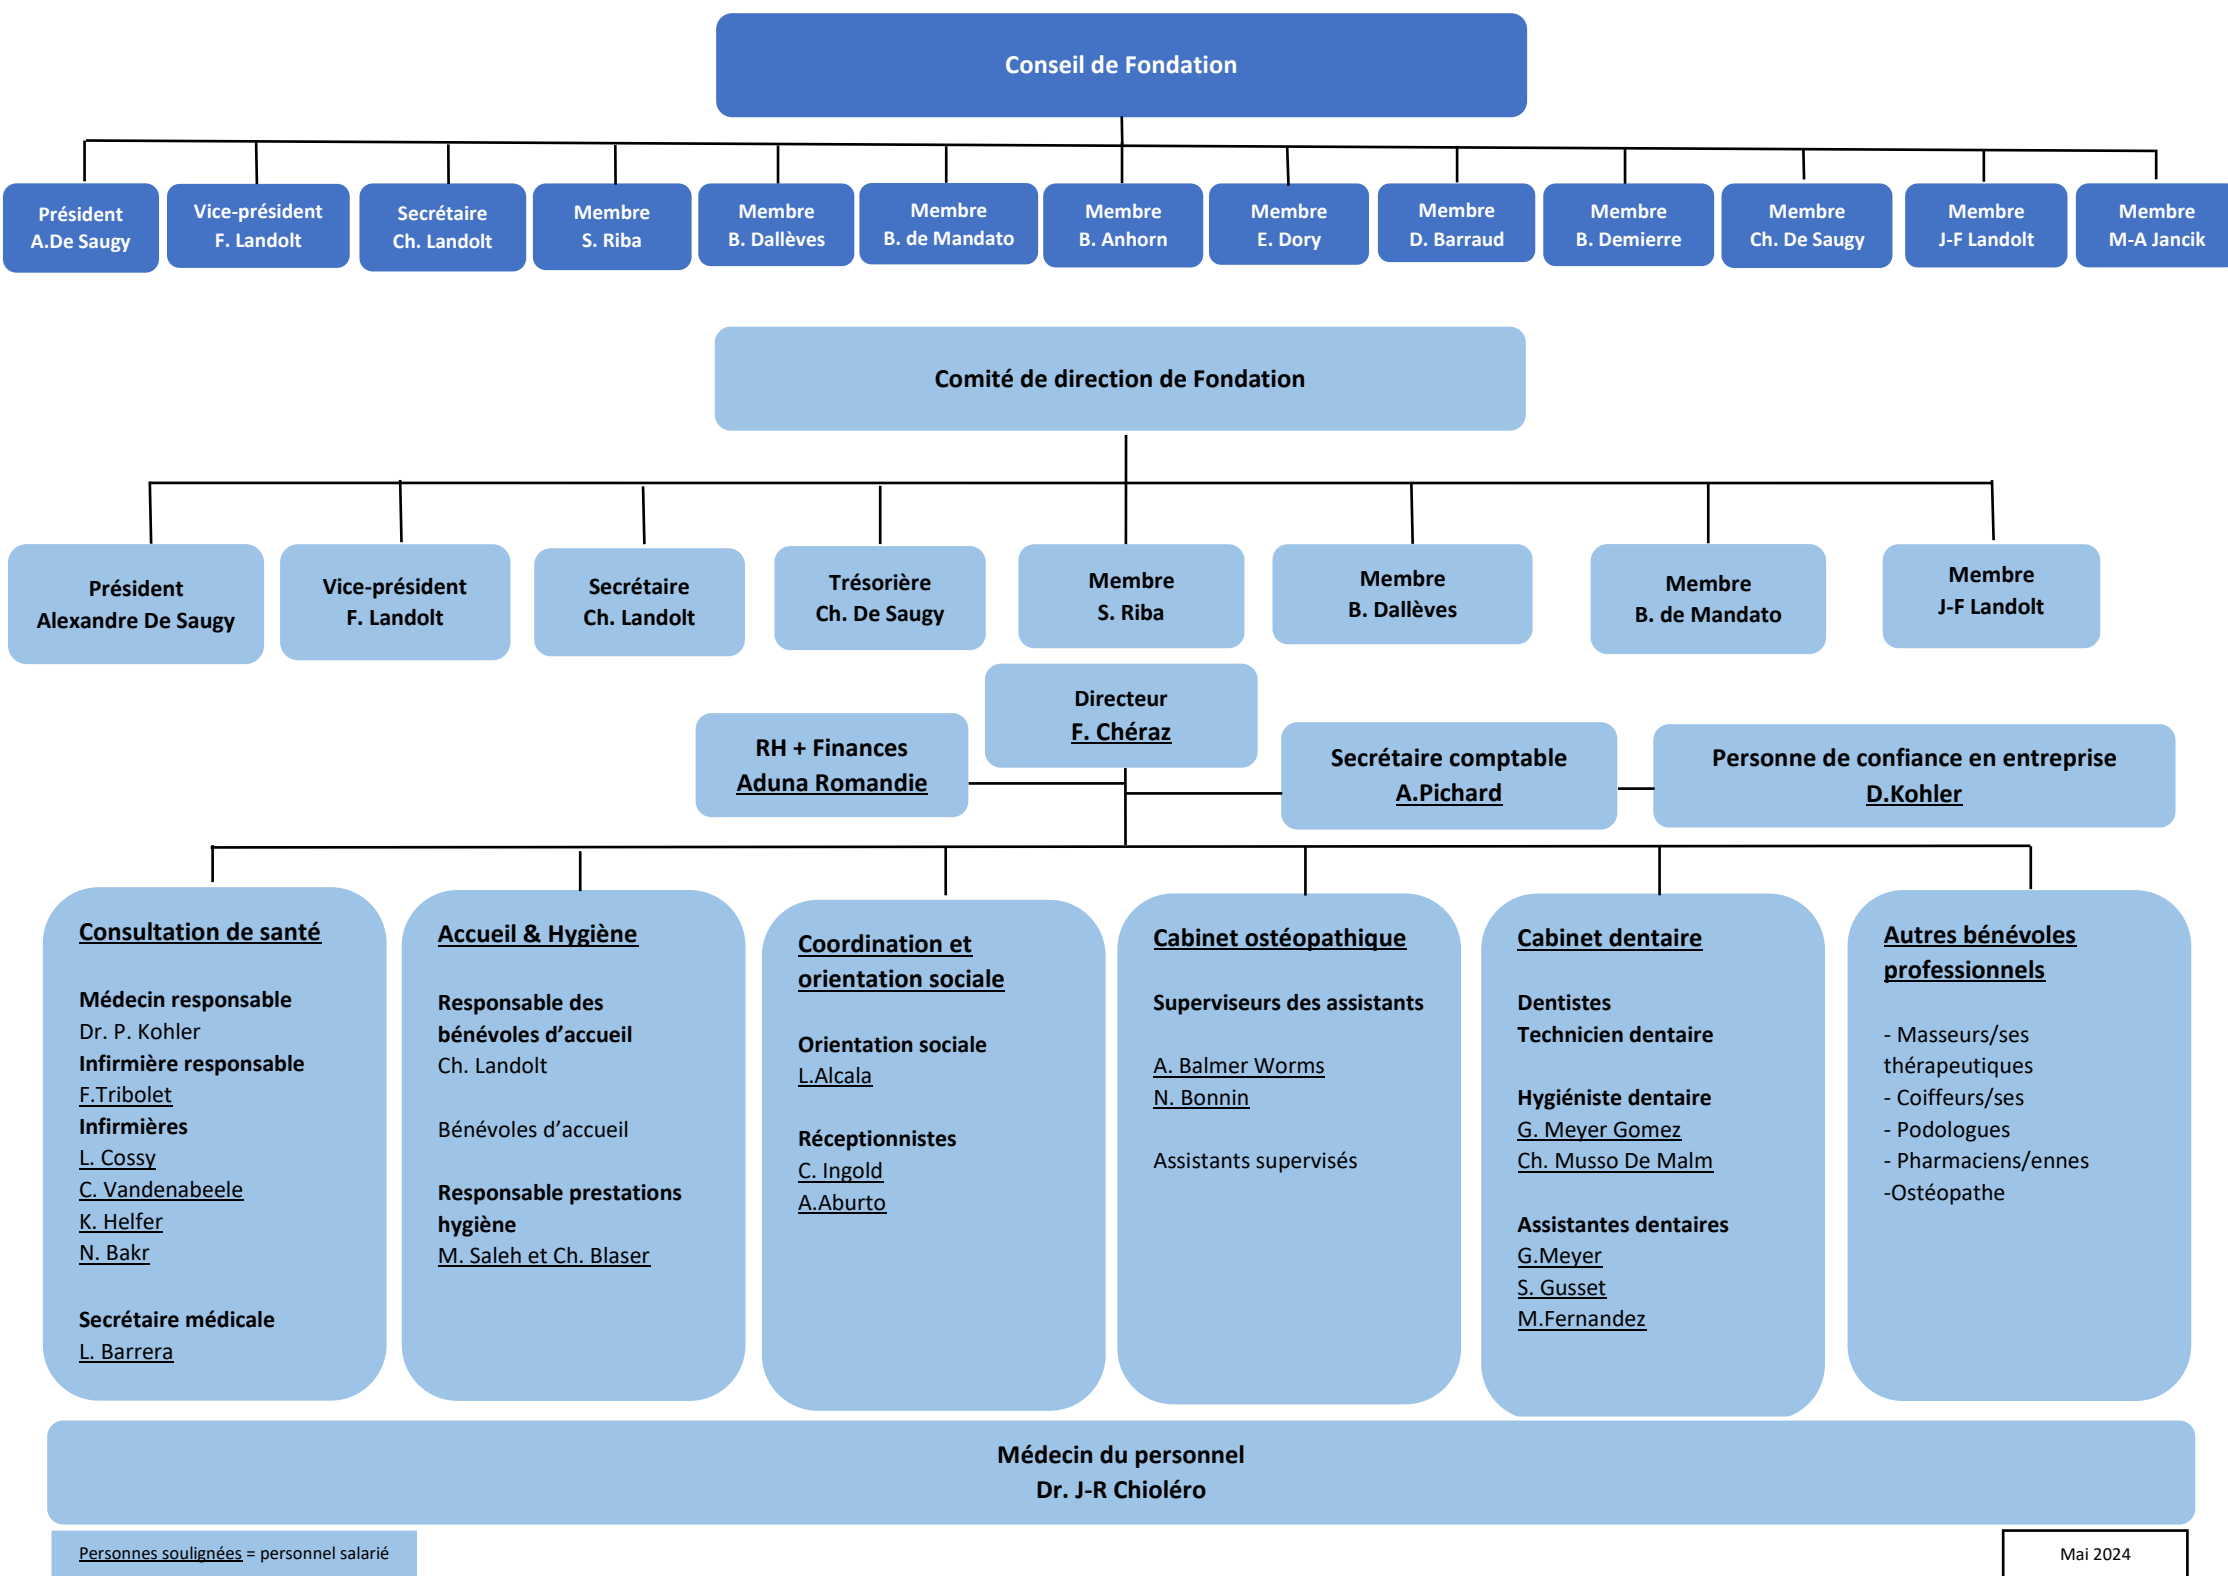 Conseil de Fondation
Président
A.De Saugy
Vice-président
F. Landolt
Secrétaire
Ch. Landolt
Membre
S. Riba
Membre
B. Dallèves
Membre
B. de Mandato
Membre
B. Anhorn
Membre
E. Dory
Membre
D. Barraud
Membre
B. Demierre
Membre
Ch. De Saugy
Membre
J-F Landolt
Membre
M-A Jancik
Comité de direction de Fondation
Président
Alexandre De Saugy
Vice-président
F. Landolt
Secrétaire
Ch. Landolt
Trésorière
Ch. De Saugy
Membre
S. Riba
Membre
B. Dallèves
Membre
B. de Mandato
Membre
J-F Landolt
Directeur
F. Chéraz
RH + Finances
Aduna Romandie
Secrétaire comptable
A.Pichard
Personne de confiance en entreprise
D.Kohler
Consultation de santé
Médecin responsable
Dr. P. Kohler
Infirmière responsable
F.Tribolet
Infirmières
L. Cossy
C. Vandenabeele
K. Helfer
N. Bakr
Secrétaire médicale
L. Barrera
Accueil & Hygiène
Responsable des
bénévoles d’accueil
Ch. Landolt
Bénévoles d’accueil
Responsable prestations
hygiène
M. Saleh et Ch. Blaser
Coordination et
orientation sociale
Orientation sociale
L.Alcala
Réceptionnistes
C. Ingold
A.Aburto
Cabinet ostéopathique
Superviseurs des assistants
A. Balmer Worms
N. Bonnin
Assistants supervisés
Cabinet dentaire
Dentistes
Technicien dentaire
Hygiéniste dentaire
G. Meyer Gomez
Ch. Musso De Malm
Assistantes dentaires
G.Meyer
S. Gusset
M.Fernandez
Autres bénévoles
professionnels
- Masseurs/ses
thérapeutiques
- Coiffeurs/ses
- Podologues
- Pharmaciens/ennes
-Ostéopathe
Médecin du personnel
Dr. J-R Chioléro
Personnes soulignées = personnel salarié
Mai 2024